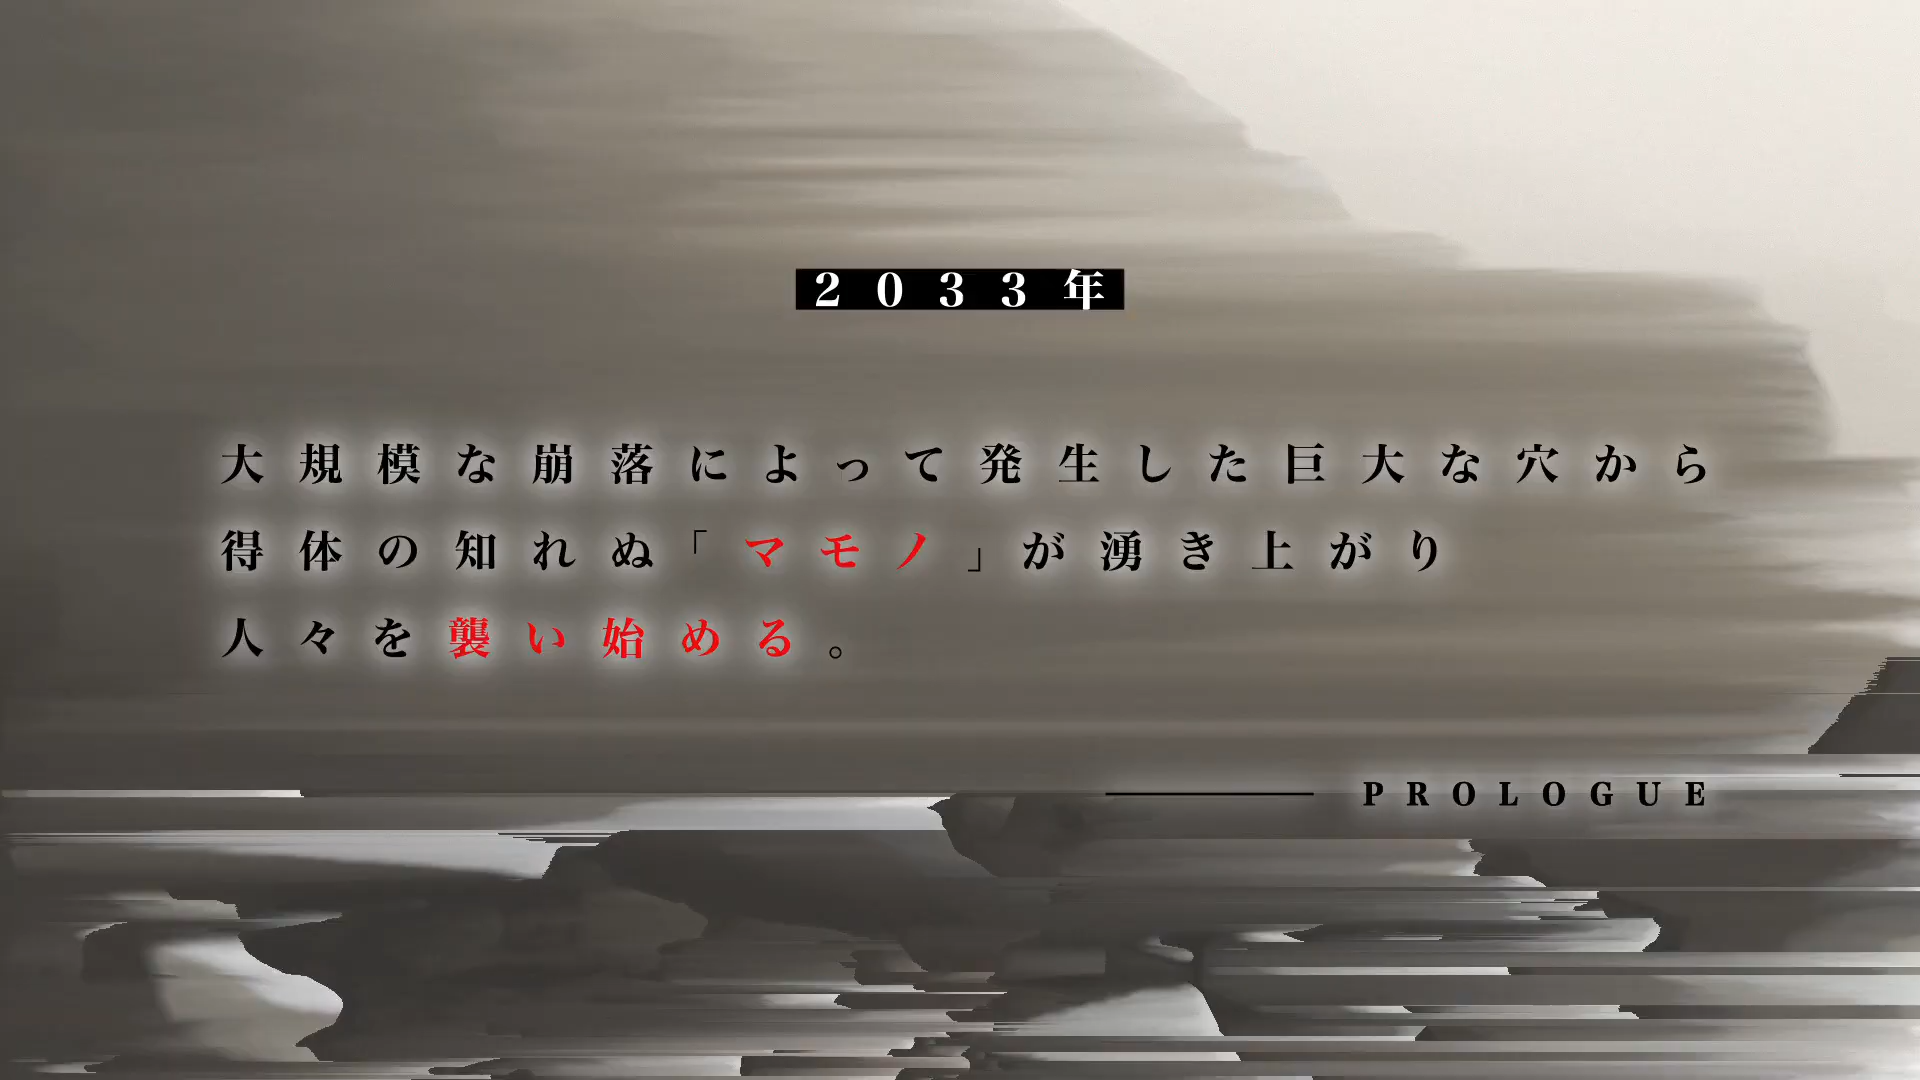 2033年
大規模な崩落によって発生した巨大な穴から
得体の知れぬ「マモノ」が湧き上がり
人々を襲い始める。
PROLOGUE